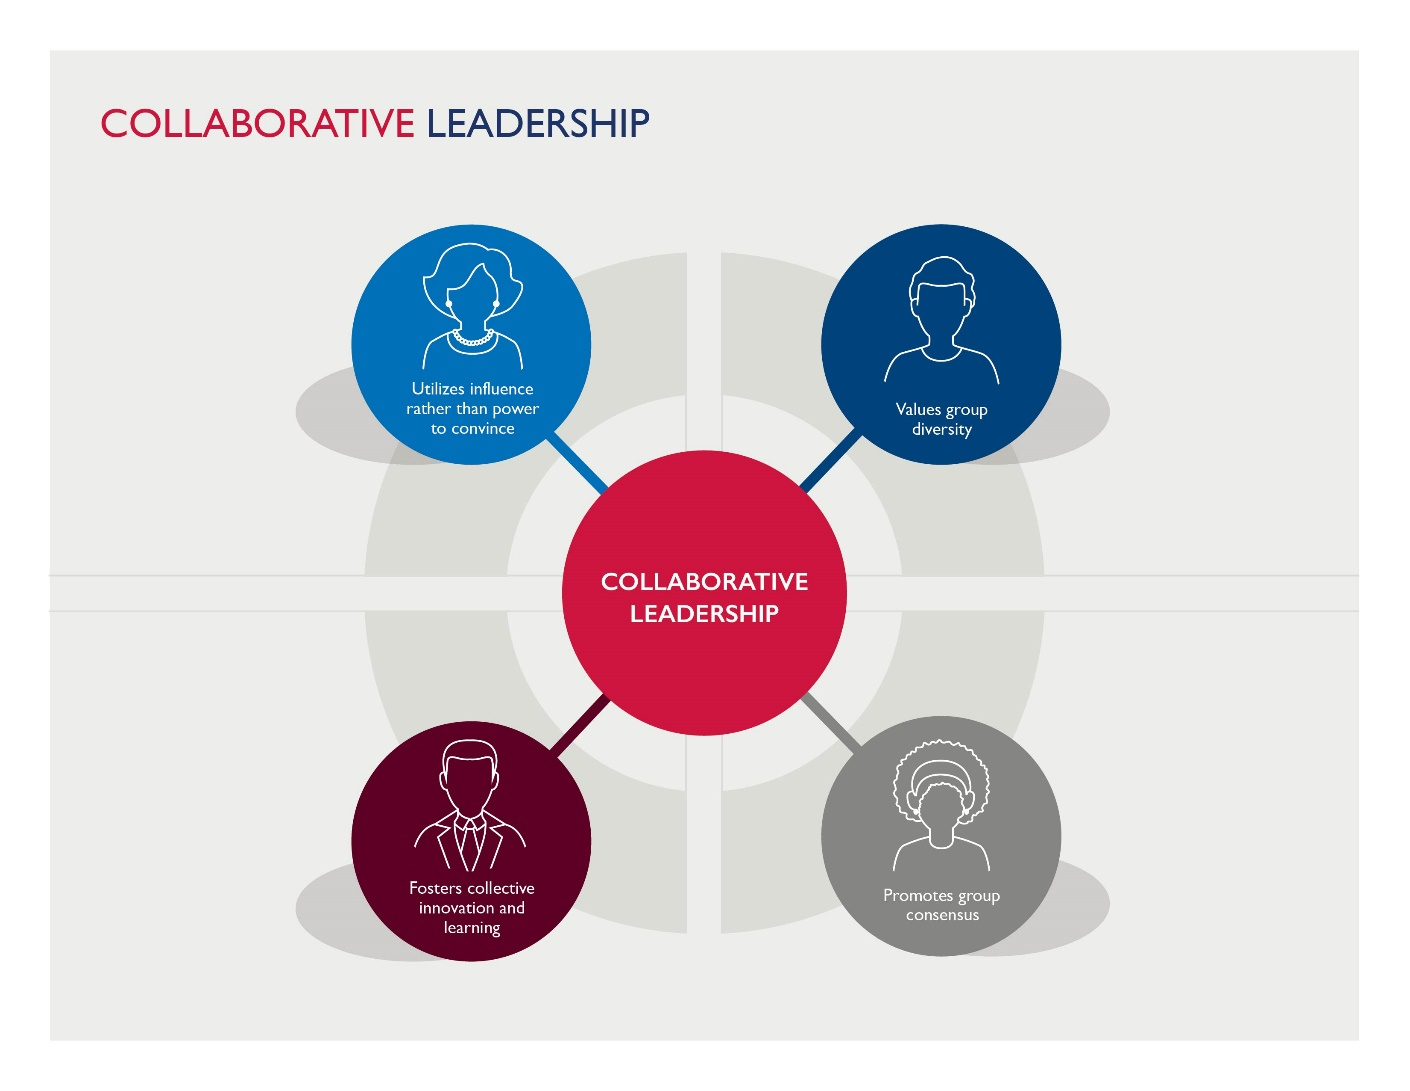 COLLABORATIVE LEADERSHIP
Utilizes influence
rather than power
to convince
Values group
diversity
COLLABORATIVE
LEADERSHIP
Fosters collective
innovation and
learning
Promotes group
consensus